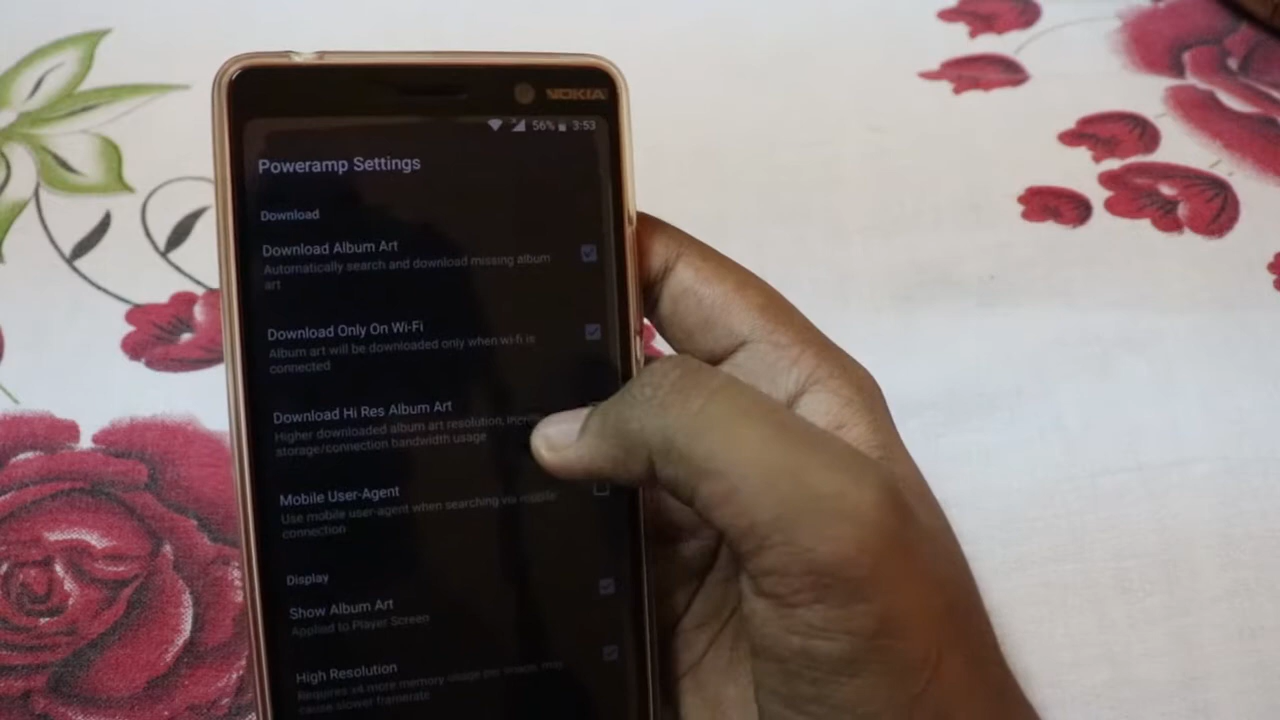 NOKIA
56% 3:53
Poweramp Settings
Download
Download Album Art
Automatically search and download missing album
art
Download Only On Wi-Fi
Album art will be downloaded only when wi-fi is
connected
Download Hi Res Album Art
Higher downloaded album art resolution,
storage/connection bandwidth usage
Mobile User-Agent
Use mobile user-agent when searching via mobile
connection
Display
Show Album Art
Applied to Player Screen
High Resolution
Requires x4 more memory usage per image, may
cause slower framerate